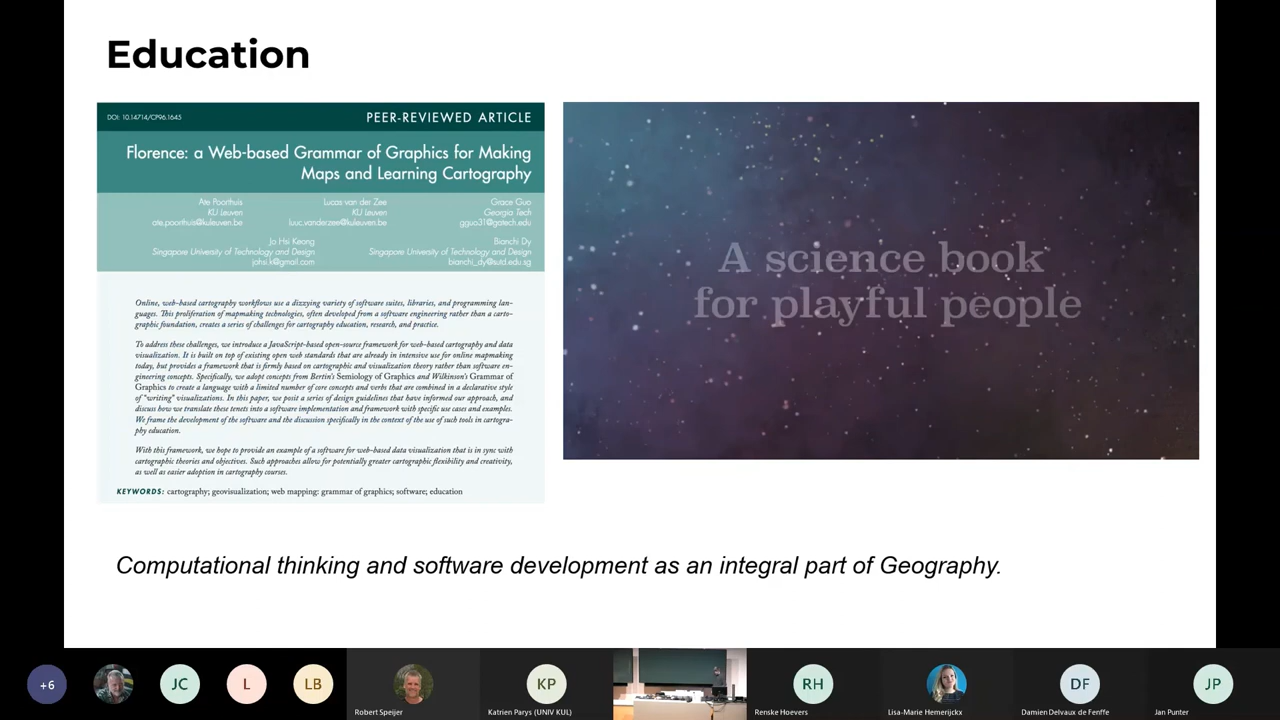 Education
DOI: 10.14714/CP96.1645
PEER-REVIEWED ARTICLE
Florence: a Web-based Grammar of Graphics for Making
Maps and Learning Cartography
Ate Poorthuis
KU Leuven
ate.poorthuis@kuleuven.be
Lucas van der Zee
KU Leuven
luuc.vanderzee@kuleuven.be
Grace Guo
Georgia Tech
gguo31@gatech.edu
Jo Hsi Keong
Singapore University of Technology and Design
johsi.k@gmail.com
Bianchi Dy
Singapore University of Technology and Design
bianchi_dy@sutd.edu.sg
Online, web-based cartography workflows use a dizzying variety of software suites, libraries, and programming lan-
guages. This proliferation of mapmaking technologies, often developed from a software engineering rather than a carto-
graphic foundation, creates a series of challenges for cartography education, research, and practice.
To address these challenges, we introduce a JavaScript-based open-source framework for web-based cartography and data
visualization. It is built on top of existing open web standards that are already in intensive use for online mapmaking
today, but provides a framework that is firmly based on cartographic and visualization theory rather than software en-
gineering concepts. Specifically, we adopt concepts from Bertin's Semiology of Graphics and Wilkinson's Grammar of
Graphics to create a language with a limited number of core concepts and verbs that are combined in a declarative style
of "writing" visualizations. In this paper, we posit a series of design guidelines that have informed our approach, and
discuss how we translate these tenets into a software implementation and framework with specific use cases and examples.
We frame the development of the software and the discussion specifically in the context of the use of such tools in cartogra-
phy education.
With this framework, we hope to provide an example of a software for web-based data visualization that is in sync with
cartographic theories and objectives. Such approaches allow for potentially greater cartographic flexibility and creativity,
as well as easier adoption in cartography courses.
KEYWORDS: cartography; geovisualization; web mapping; grammar of graphics; software; education
A science book
for playful people
Computational thinking and software development as an integral part of Geography.
+6
JC
L
LB
Robert Speijer
KP
Katrien Parys (UNIV KUL)
RH
Renske Hoevers
Lisa-Marie Hemerijckx
DF
Damien Delvaux de Fenffe
JP
Jan Punter